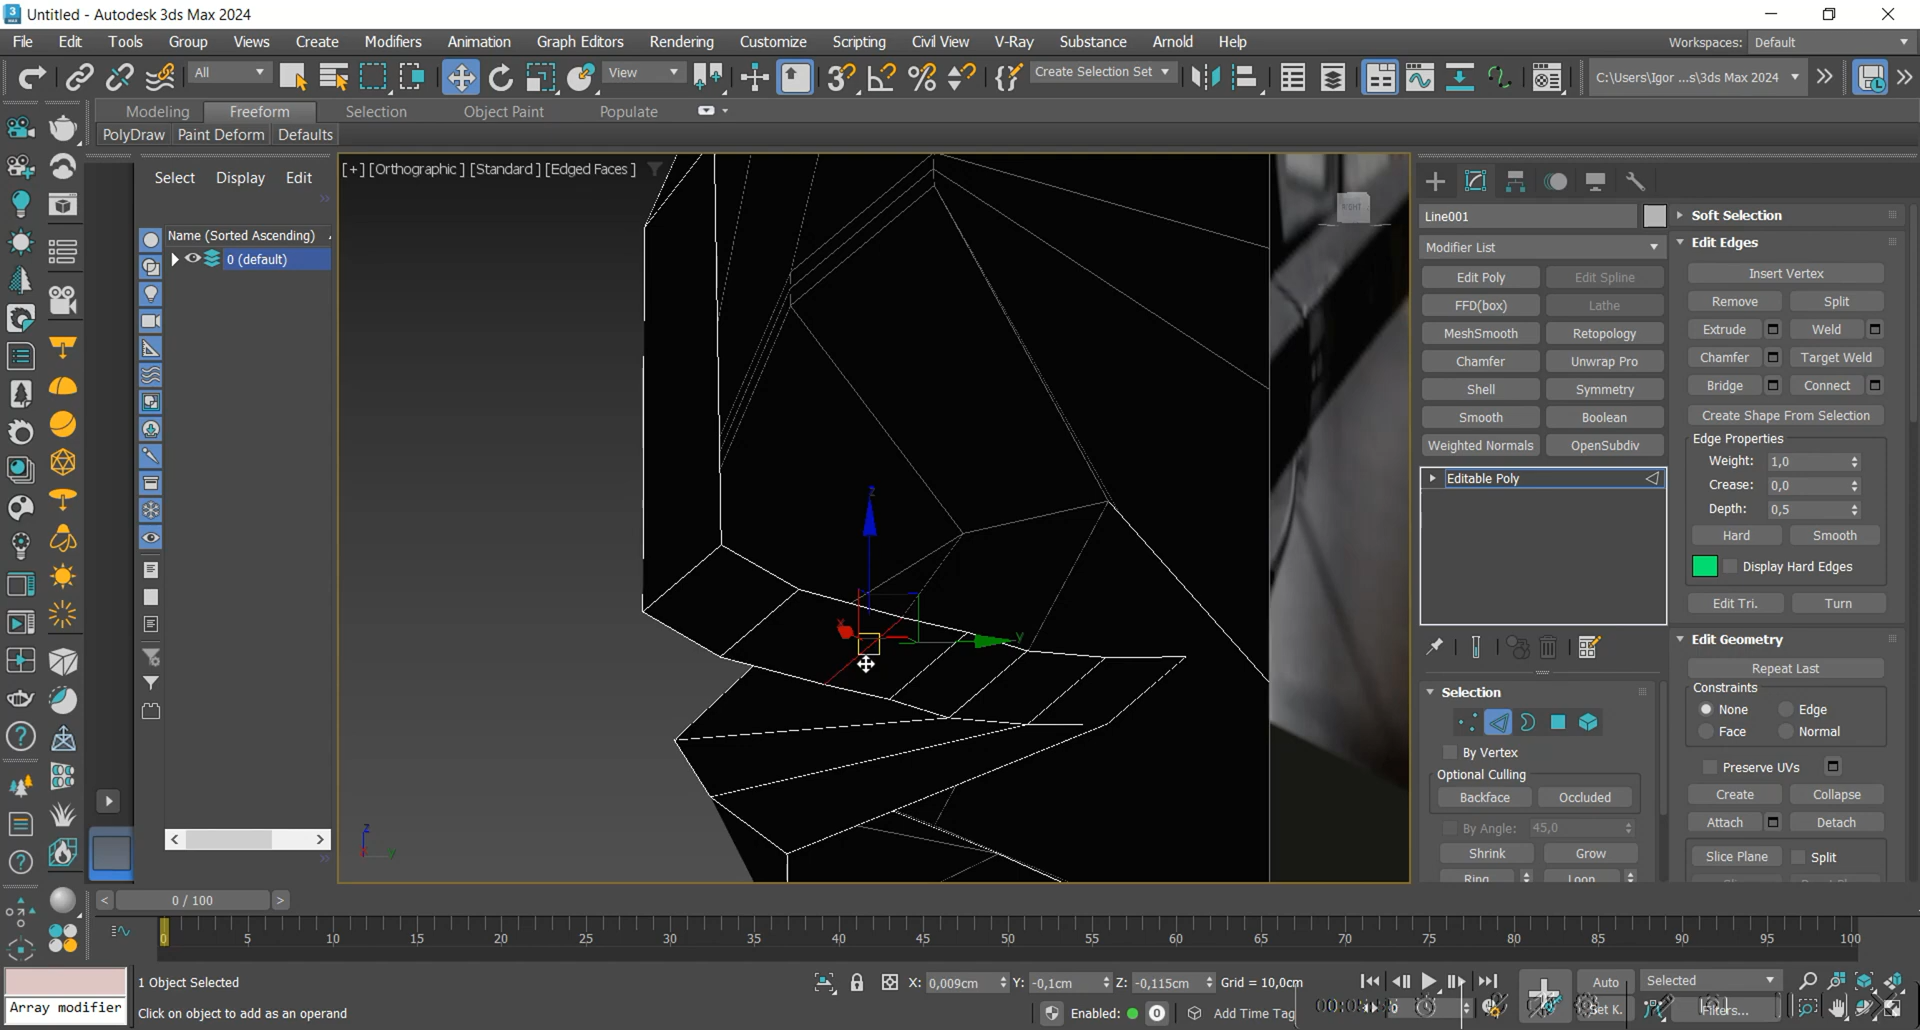 Untitled - Autodesk 3ds Max 2024
File Edit Tools Group Views Create Modifiers Animation Graph Editors Rendering Customize Scripting Civil View V-Ray Substance Arnold Help
Workspaces: Default
All
View
Create Selection Set
C:\Users\Igor ...s\3ds Max 2024
Modeling Freeform Selection Object Paint Populate
PolyDraw Paint Deform Defaults
Select Display Edit
Name (Sorted Ascending)
0 (default)
[+] [Orthographic] [Standard] [Edged Faces]
RIGHT
z
x
y
z
y
Line001
Modifier List
Edit Poly Edit Spline
FFD(box) Lathe
MeshSmooth Retopology
Chamfer Unwrap Pro
Shell Symmetry
Smooth Boolean
Weighted Normals OpenSubdiv
Editable Poly
Selection
By Vertex
Optional Culling
Backface Occluded
By Angle: 45,0
Shrink Grow
Ring Loop
Soft Selection
Edit Edges
Insert Vertex
Remove Split
Extrude Weld
Chamfer Target Weld
Bridge Connect
Create Shape From Selection
Edge Properties
Weight: 1,0
Crease: 0,0
Depth: 0,5
Hard Smooth
Display Hard Edges
Edit Tri. Turn
Edit Geometry
Repeat Last
Constraints
None Edge
Face Normal
Preserve UVs
Create Collapse
Attach Detach
Slice Plane Split
< 0 / 100 >
0 5 10 15 20 25 30 35 40 45 50 55 60 65 70 75 80 85 90 95 100
Array modifier
1 Object Selected
Click on object to add as an operand
X: 0,009cm Y: -0,1cm Z: -0,115cm Grid = 10,0cm
Enabled: 0 Add Time Tag
Auto Selected
Set K. Filters...